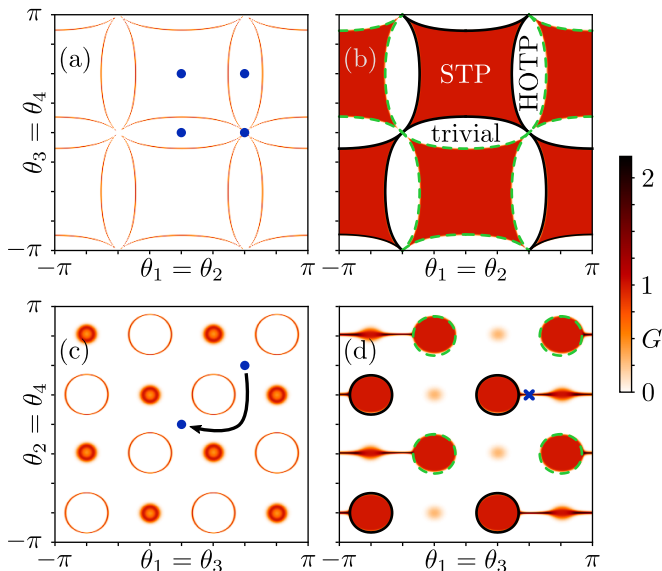 π
(a)
θ₃ = θ₄
−π
−π
θ₁ = θ₂
π
(b)
STP
HOTP
trivial
−π
θ₁ = θ₂
π
2
1
G
0
π
(c)
θ₂ = θ₄
−π
−π
θ₁ = θ₃
π
(d)
−π
θ₁ = θ₃
π